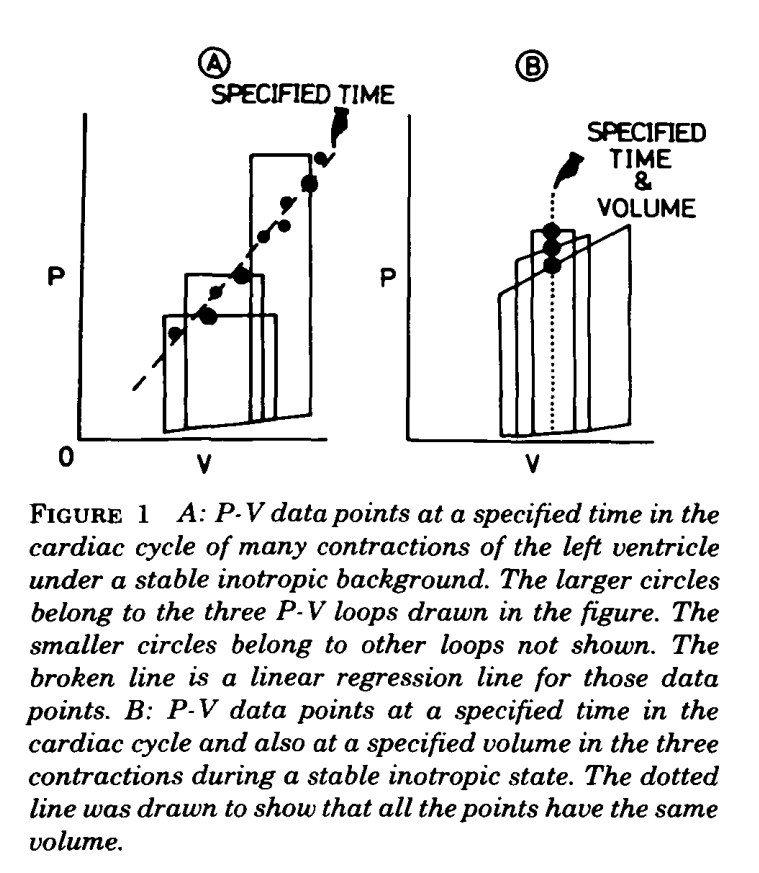 A
SPECIFIED TIME
P
0
V
B
SPECIFIED
TIME
&
VOLUME
P
V
FIGURE 1 A: P-V data points at a specified time in the
cardiac cycle of many contractions of the left ventricle
under a stable inotropic background. The larger circles
belong to the three P-V loops drawn in the figure. The
smaller circles belong to other loops not shown. The
broken line is a linear regression line for those data
points. B: P-V data points at a specified time in the
cardiac cycle and also at a specified volume in the three
contractions during a stable inotropic state. The dotted
line was drawn to show that all the points have the same
volume.